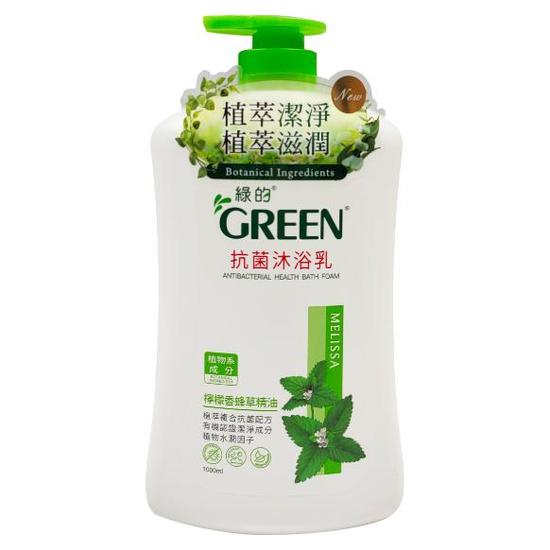 New
植萃潔淨
植萃滋潤
Botanical Ingredients
綠的®
GREEN®
抗菌沐浴乳
ANTIBACTERIAL HEALTH BATH FOAM
MELISSA
植物系
成分
檸檬香蜂草精油
植萃複合抗菌配方
有機認證潔淨成分
植物水潤因子
1000ml